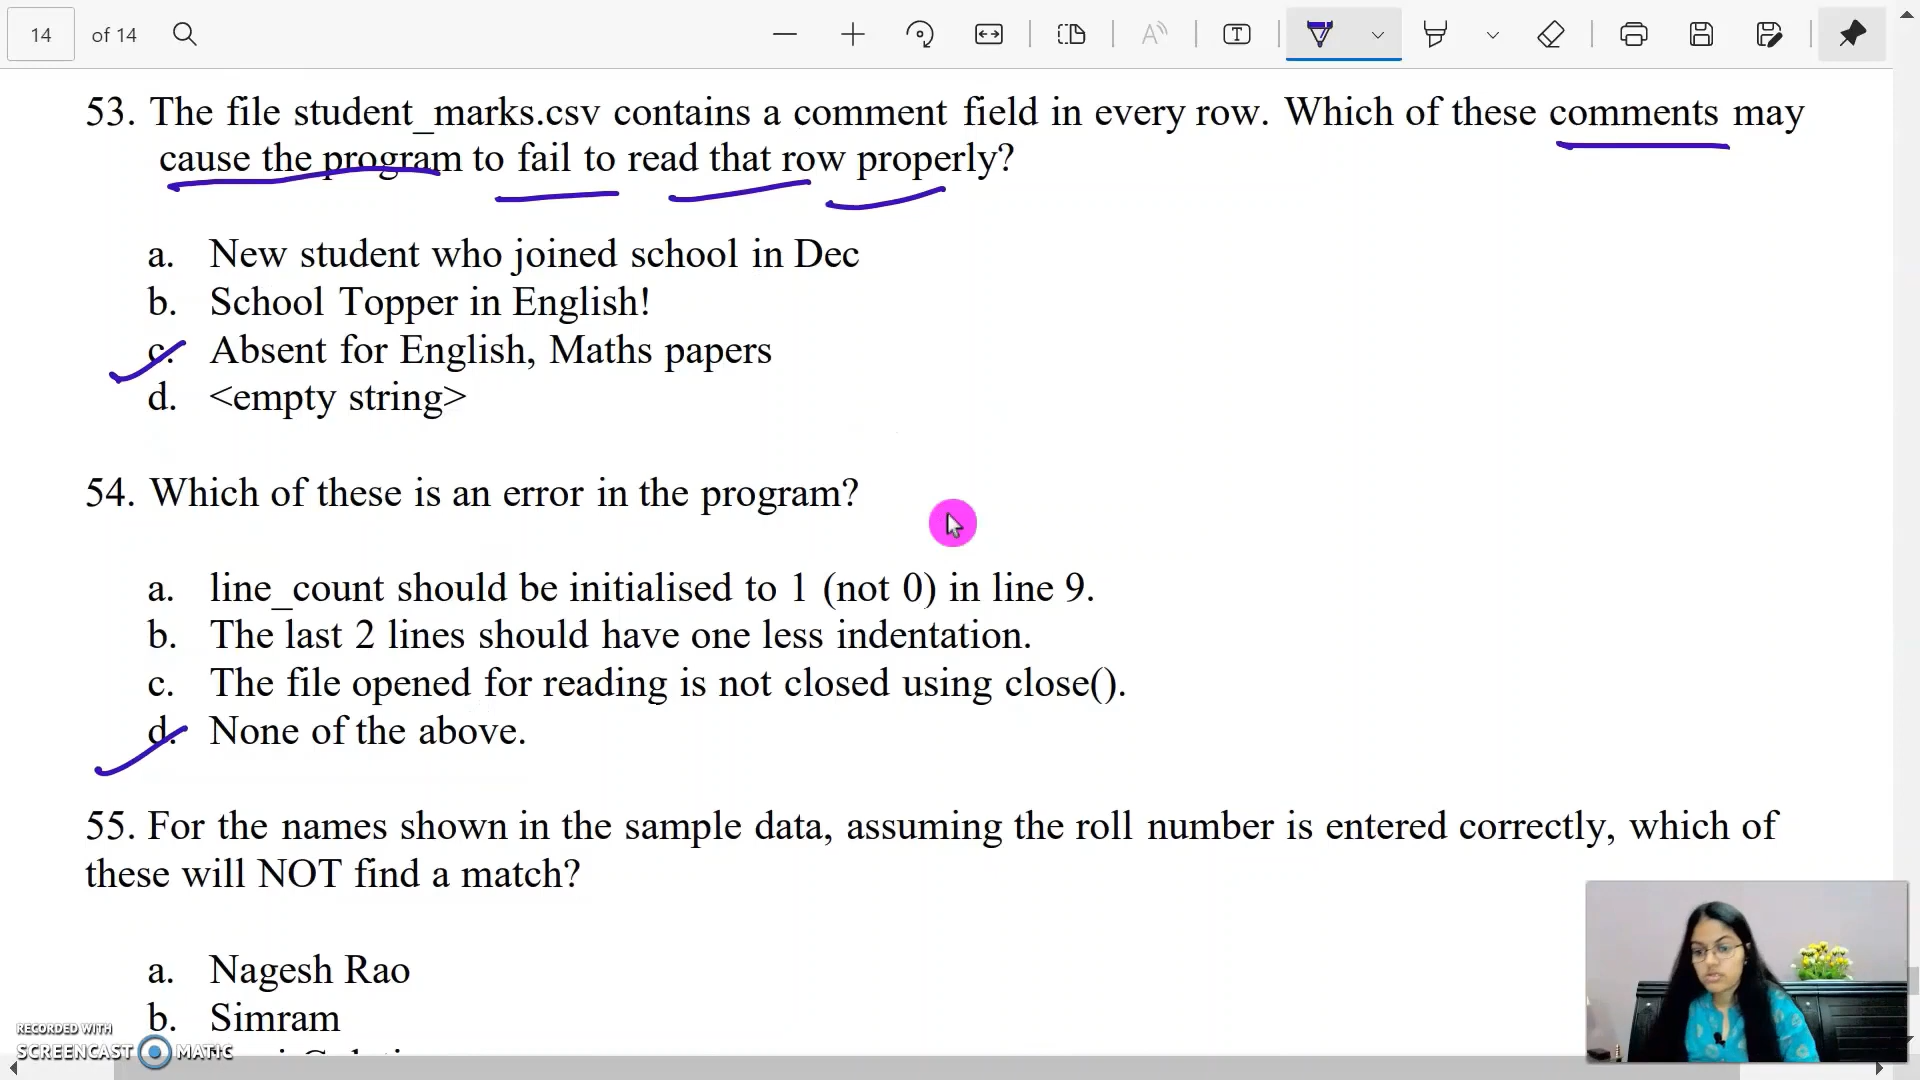 14 of 14
53. The file student_marks.csv contains a comment field in every row. Which of these comments may
cause the program to fail to read that row properly?
a. New student who joined school in Dec
b. School Topper in English!
c. Absent for English, Maths papers
d. <empty string>
54. Which of these is an error in the program?
a. line_count should be initialised to 1 (not 0) in line 9.
b. The last 2 lines should have one less indentation.
c. The file opened for reading is not closed using close().
d. None of the above.
55. For the names shown in the sample data, assuming the roll number is entered correctly, which of
these will NOT find a match?
a. Nagesh Rao
b. Simram
RECORDED WITH
SCREENCAST MATIC